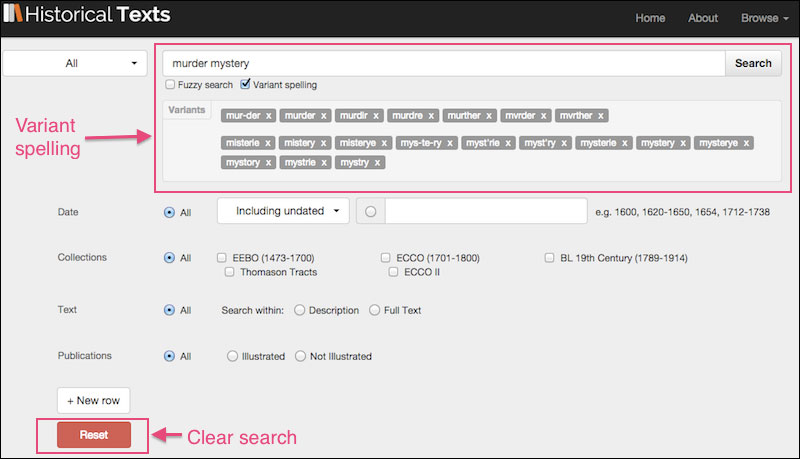 Historical Texts Home About Browse
All murder mystery Search
Fuzzy search Variant spelling
Variants mur-der x murder x murdir x murdre x murther x mvrder x mvrther x
Variant spelling
misterie x mistery x misterye x mys-te-ry x myst'rie x myst'ry x mysterie x mystery x mysterye x
mystory x mystrie x mystry x
Date All Including undated e.g. 1600, 1620-1650, 1654, 1712-1738
Collections All EEBO (1473-1700) ECCO (1701-1800) BL 19th Century (1789-1914)
Thomason Tracts ECCO II
Text All Search within: Description Full Text
Publications All Illustrated Not Illustrated
+ New row
Reset Clear search